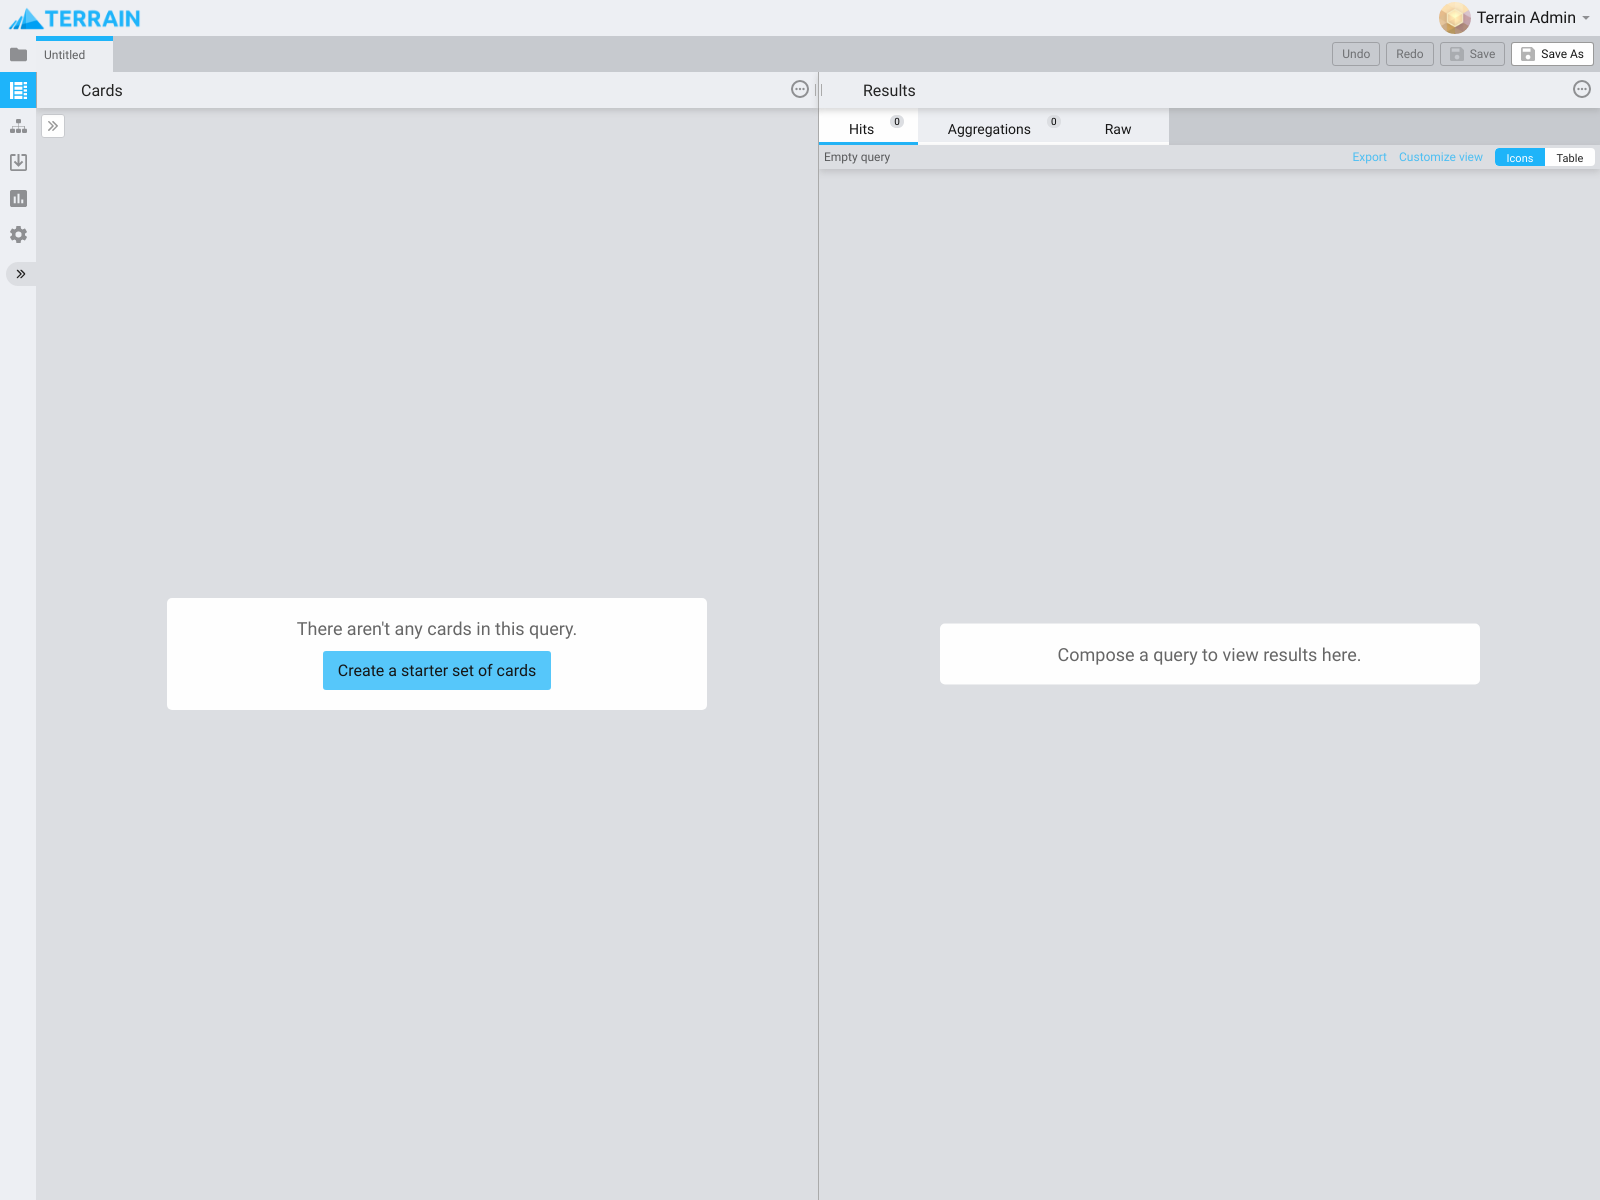 TERRAIN
Terrain Admin
Untitled
Undo
Redo
Save
Save As
Cards
Results
Hits 0
Aggregations 0
Raw
Empty query
Export
Customize view
Icons
Table
There aren't any cards in this query.
Create a starter set of cards
Compose a query to view results here.